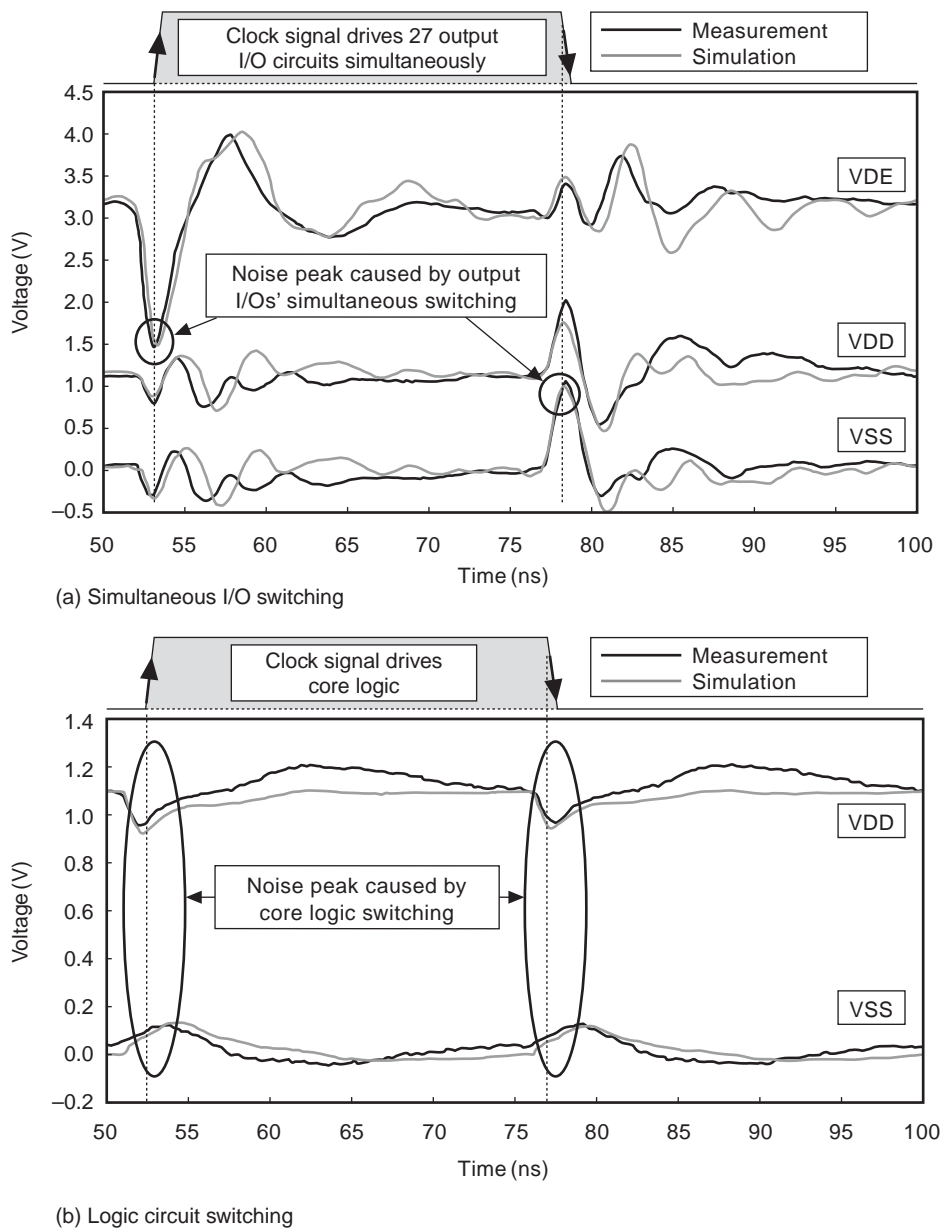 Clock signal drives 27 output
I/O circuits simultaneously
Measurement
Simulation
4.5
4.0
3.5
3.0
2.5
2.0
1.5
1.0
0.5
0.0
–0.5
Voltage (V)
VDE
Noise peak caused by output
I/Os’ simultaneous switching
VDD
VSS
50 55 60 65 70 75 80 85 90 95 100
Time (ns)
(a) Simultaneous I/O switching
Clock signal drives
core logic
Measurement
Simulation
1.4
1.2
1.0
0.8
0.6
0.4
0.2
0.0
–0.2
Voltage (V)
VDD
Noise peak caused by
core logic switching
VSS
50 55 60 65 70 75 80 85 90 95 100
Time (ns)
(b) Logic circuit switching